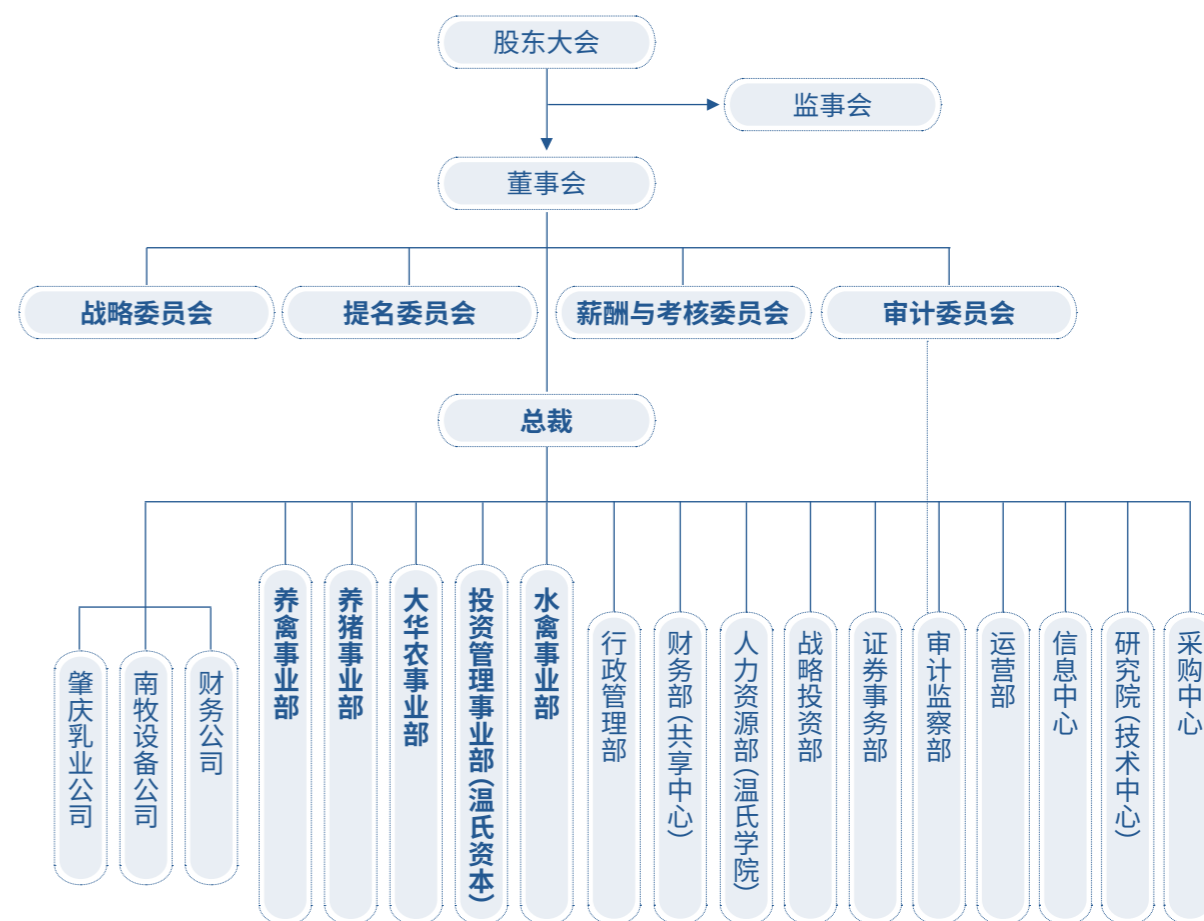 股东大会
监事会
董事会
战略委员会
提名委员会
薪酬与考核委员会
审计委员会
总裁
肇庆乳业公司
南牧设备公司
财务公司
养禽事业部
养猪事业部
大华农事业部
投资管理事业部(温氏资本)
水禽事业部
行政管理部
财务部(共享中心)
人力资源部(温氏学院)
战略投资部
证券事务部
审计监察部
运营部
信息中心
研究院(技术中心)
采购中心